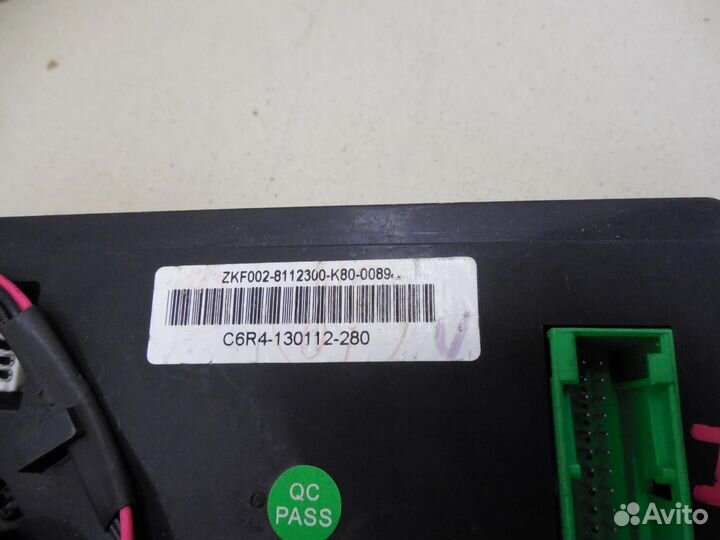 ZKF002-8112300-K80-0089
C6R4-130112-280
QC
PASS
Avito